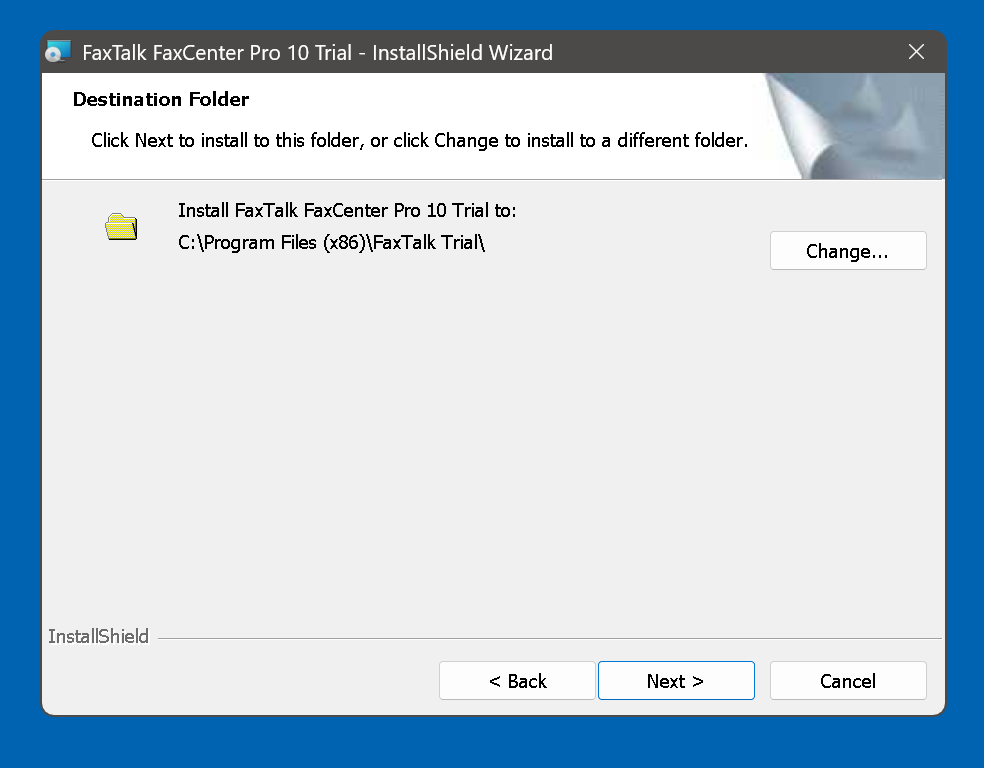 FaxTalk FaxCenter Pro 10 Trial - InstallShield Wizard
Destination Folder
Click Next to install to this folder, or click Change to install to a different folder.
Install FaxTalk FaxCenter Pro 10 Trial to:
C:\Program Files (x86)\FaxTalk Trial\
Change...
InstallShield
< Back
Next >
Cancel